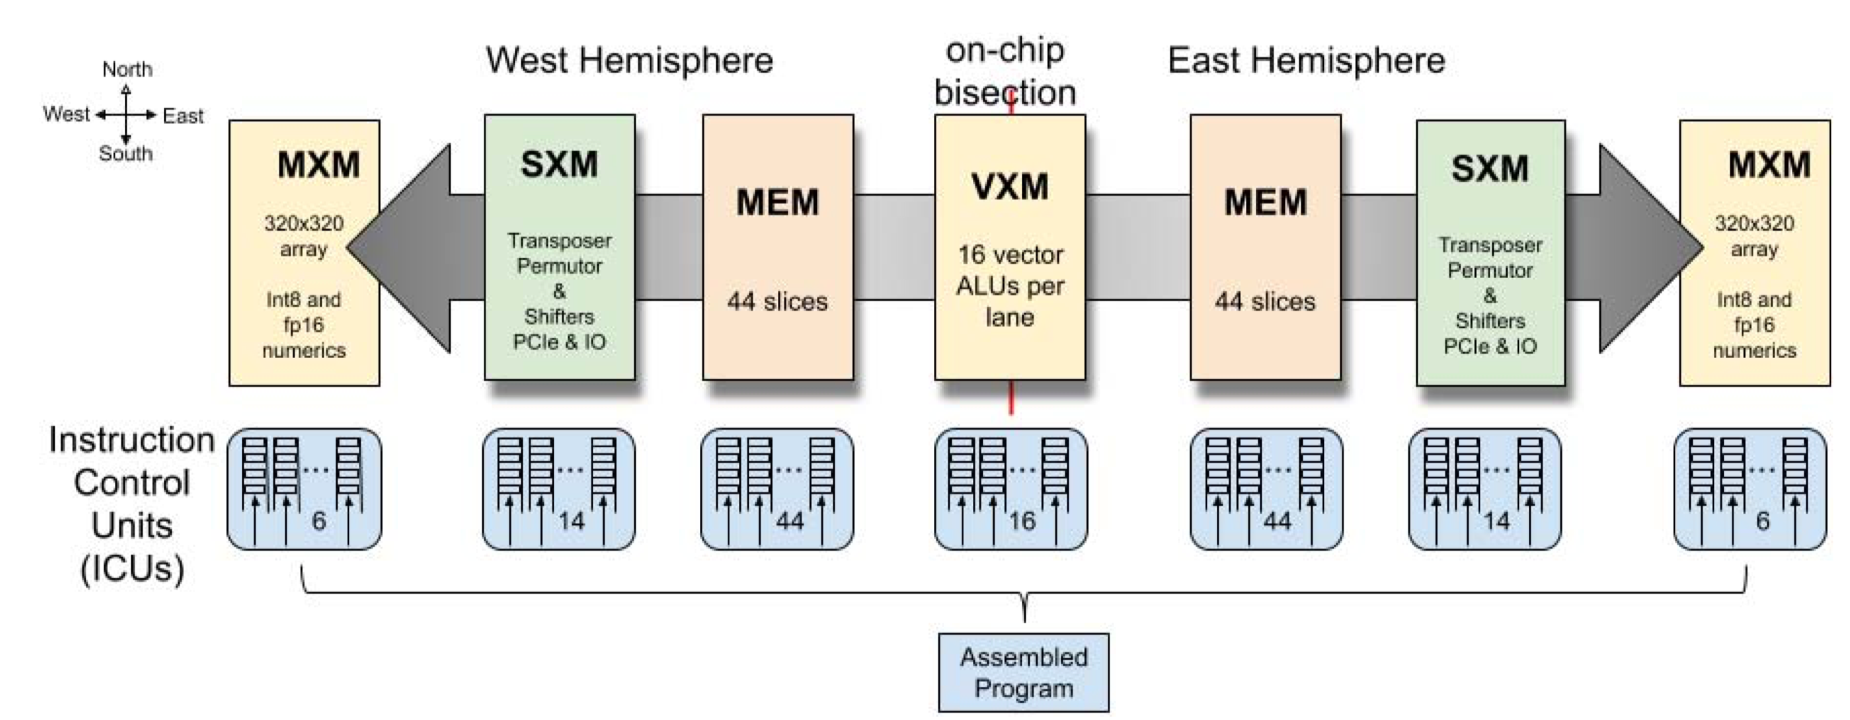 West Hemisphere
on-chip
bisection
East Hemisphere
North
West
East
South
MXM
320x320
array
Int8 and
fp16
numerics
SXM
Transposer
Permutor
&
Shifters
PCIe & IO
MEM
44 slices
VXM
16 vector
ALUs per
lane
MEM
44 slices
SXM
Transposer
Permutor
&
Shifters
PCIe & IO
MXM
320x320
array
Int8 and
fp16
numerics
Instruction
Control
Units
(ICUs)
... 6
... 14
... 44
... 16
... 44
... 14
... 6
Assembled
Program